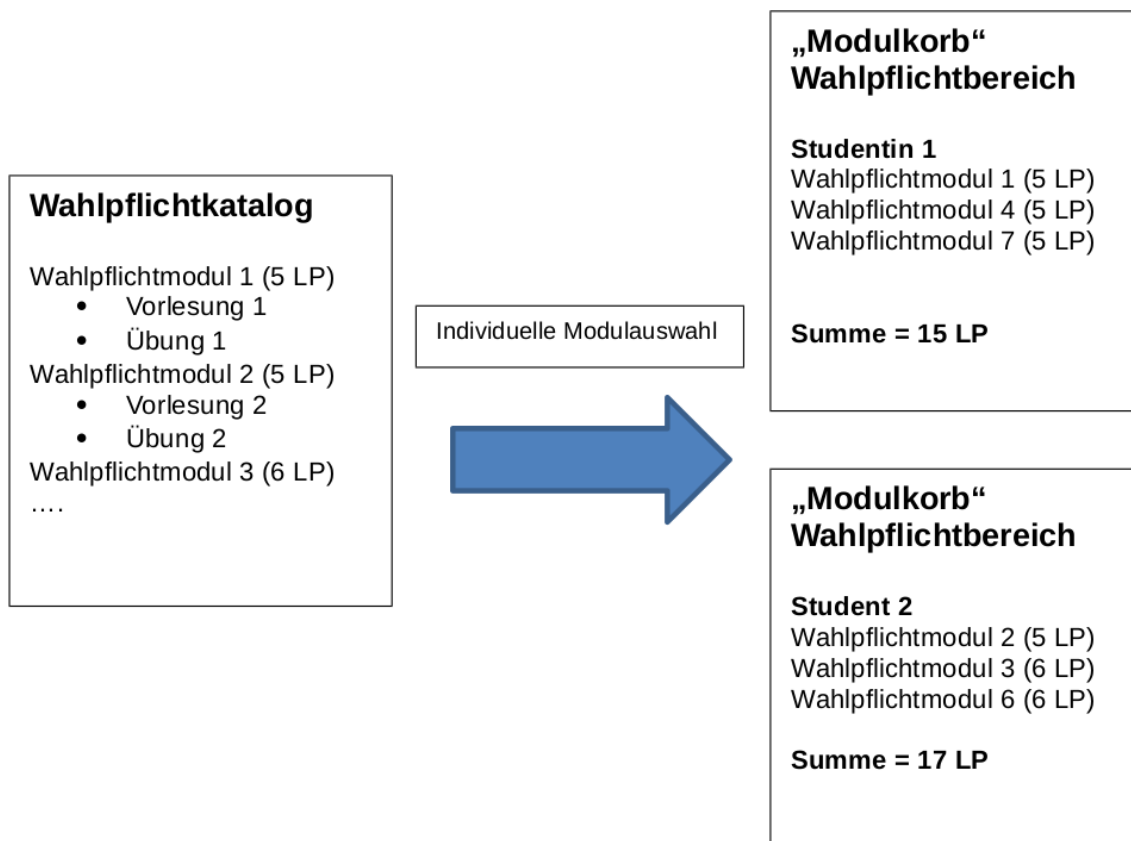 Wahlpflichtkatalog
Wahlpflichtmodul 1 (5 LP)
• Vorlesung 1
• Übung 1
Wahlpflichtmodul 2 (5 LP)
• Vorlesung 2
• Übung 2
Wahlpflichtmodul 3 (6 LP)
….
Individuelle Modulauswahl
„Modulkorb“
Wahlpflichtbereich
Studentin 1
Wahlpflichtmodul 1 (5 LP)
Wahlpflichtmodul 4 (5 LP)
Wahlpflichtmodul 7 (5 LP)
Summe = 15 LP
„Modulkorb“
Wahlpflichtbereich
Student 2
Wahlpflichtmodul 2 (5 LP)
Wahlpflichtmodul 3 (6 LP)
Wahlpflichtmodul 6 (6 LP)
Summe = 17 LP